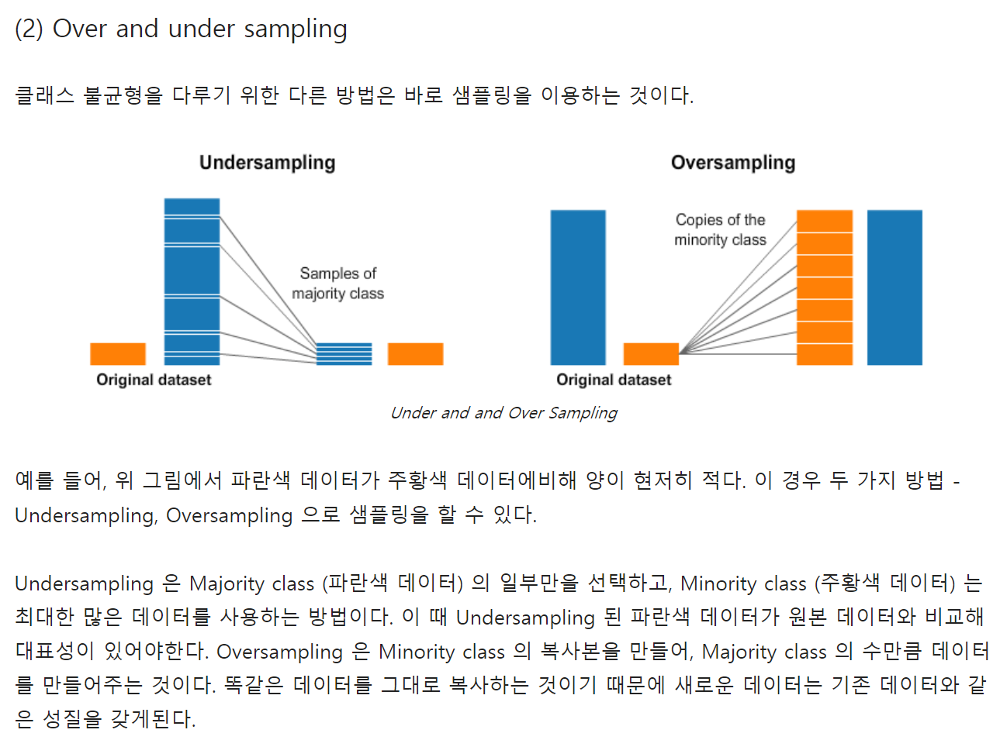 (2) Over and under sampling
클래스 불균형을 다루기 위한 다른 방법은 바로 샘플링을 이용하는 것이다.
Undersampling
Samples of
majority class
Original dataset
Oversampling
Copies of the
minority class
Original dataset
Under and and Over Sampling
예를 들어, 위 그림에서 파란색 데이터가 주황색 데이터에비해 양이 현저히 적다. 이 경우 두 가지 방법 -
Undersampling, Oversampling 으로 샘플링을 할 수 있다.
Undersampling 은 Majority class (파란색 데이터) 의 일부만을 선택하고, Minority class (주황색 데이터) 는
최대한 많은 데이터를 사용하는 방법이다. 이 때 Undersampling 된 파란색 데이터가 원본 데이터와 비교해
대표성이 있어야한다. Oversampling 은 Minority class 의 복사본을 만들어, Majority class 의 수만큼 데이터
를 만들어주는 것이다. 똑같은 데이터를 그대로 복사하는 것이기 때문에 새로운 데이터는 기존 데이터와 같
은 성질을 갖게된다.